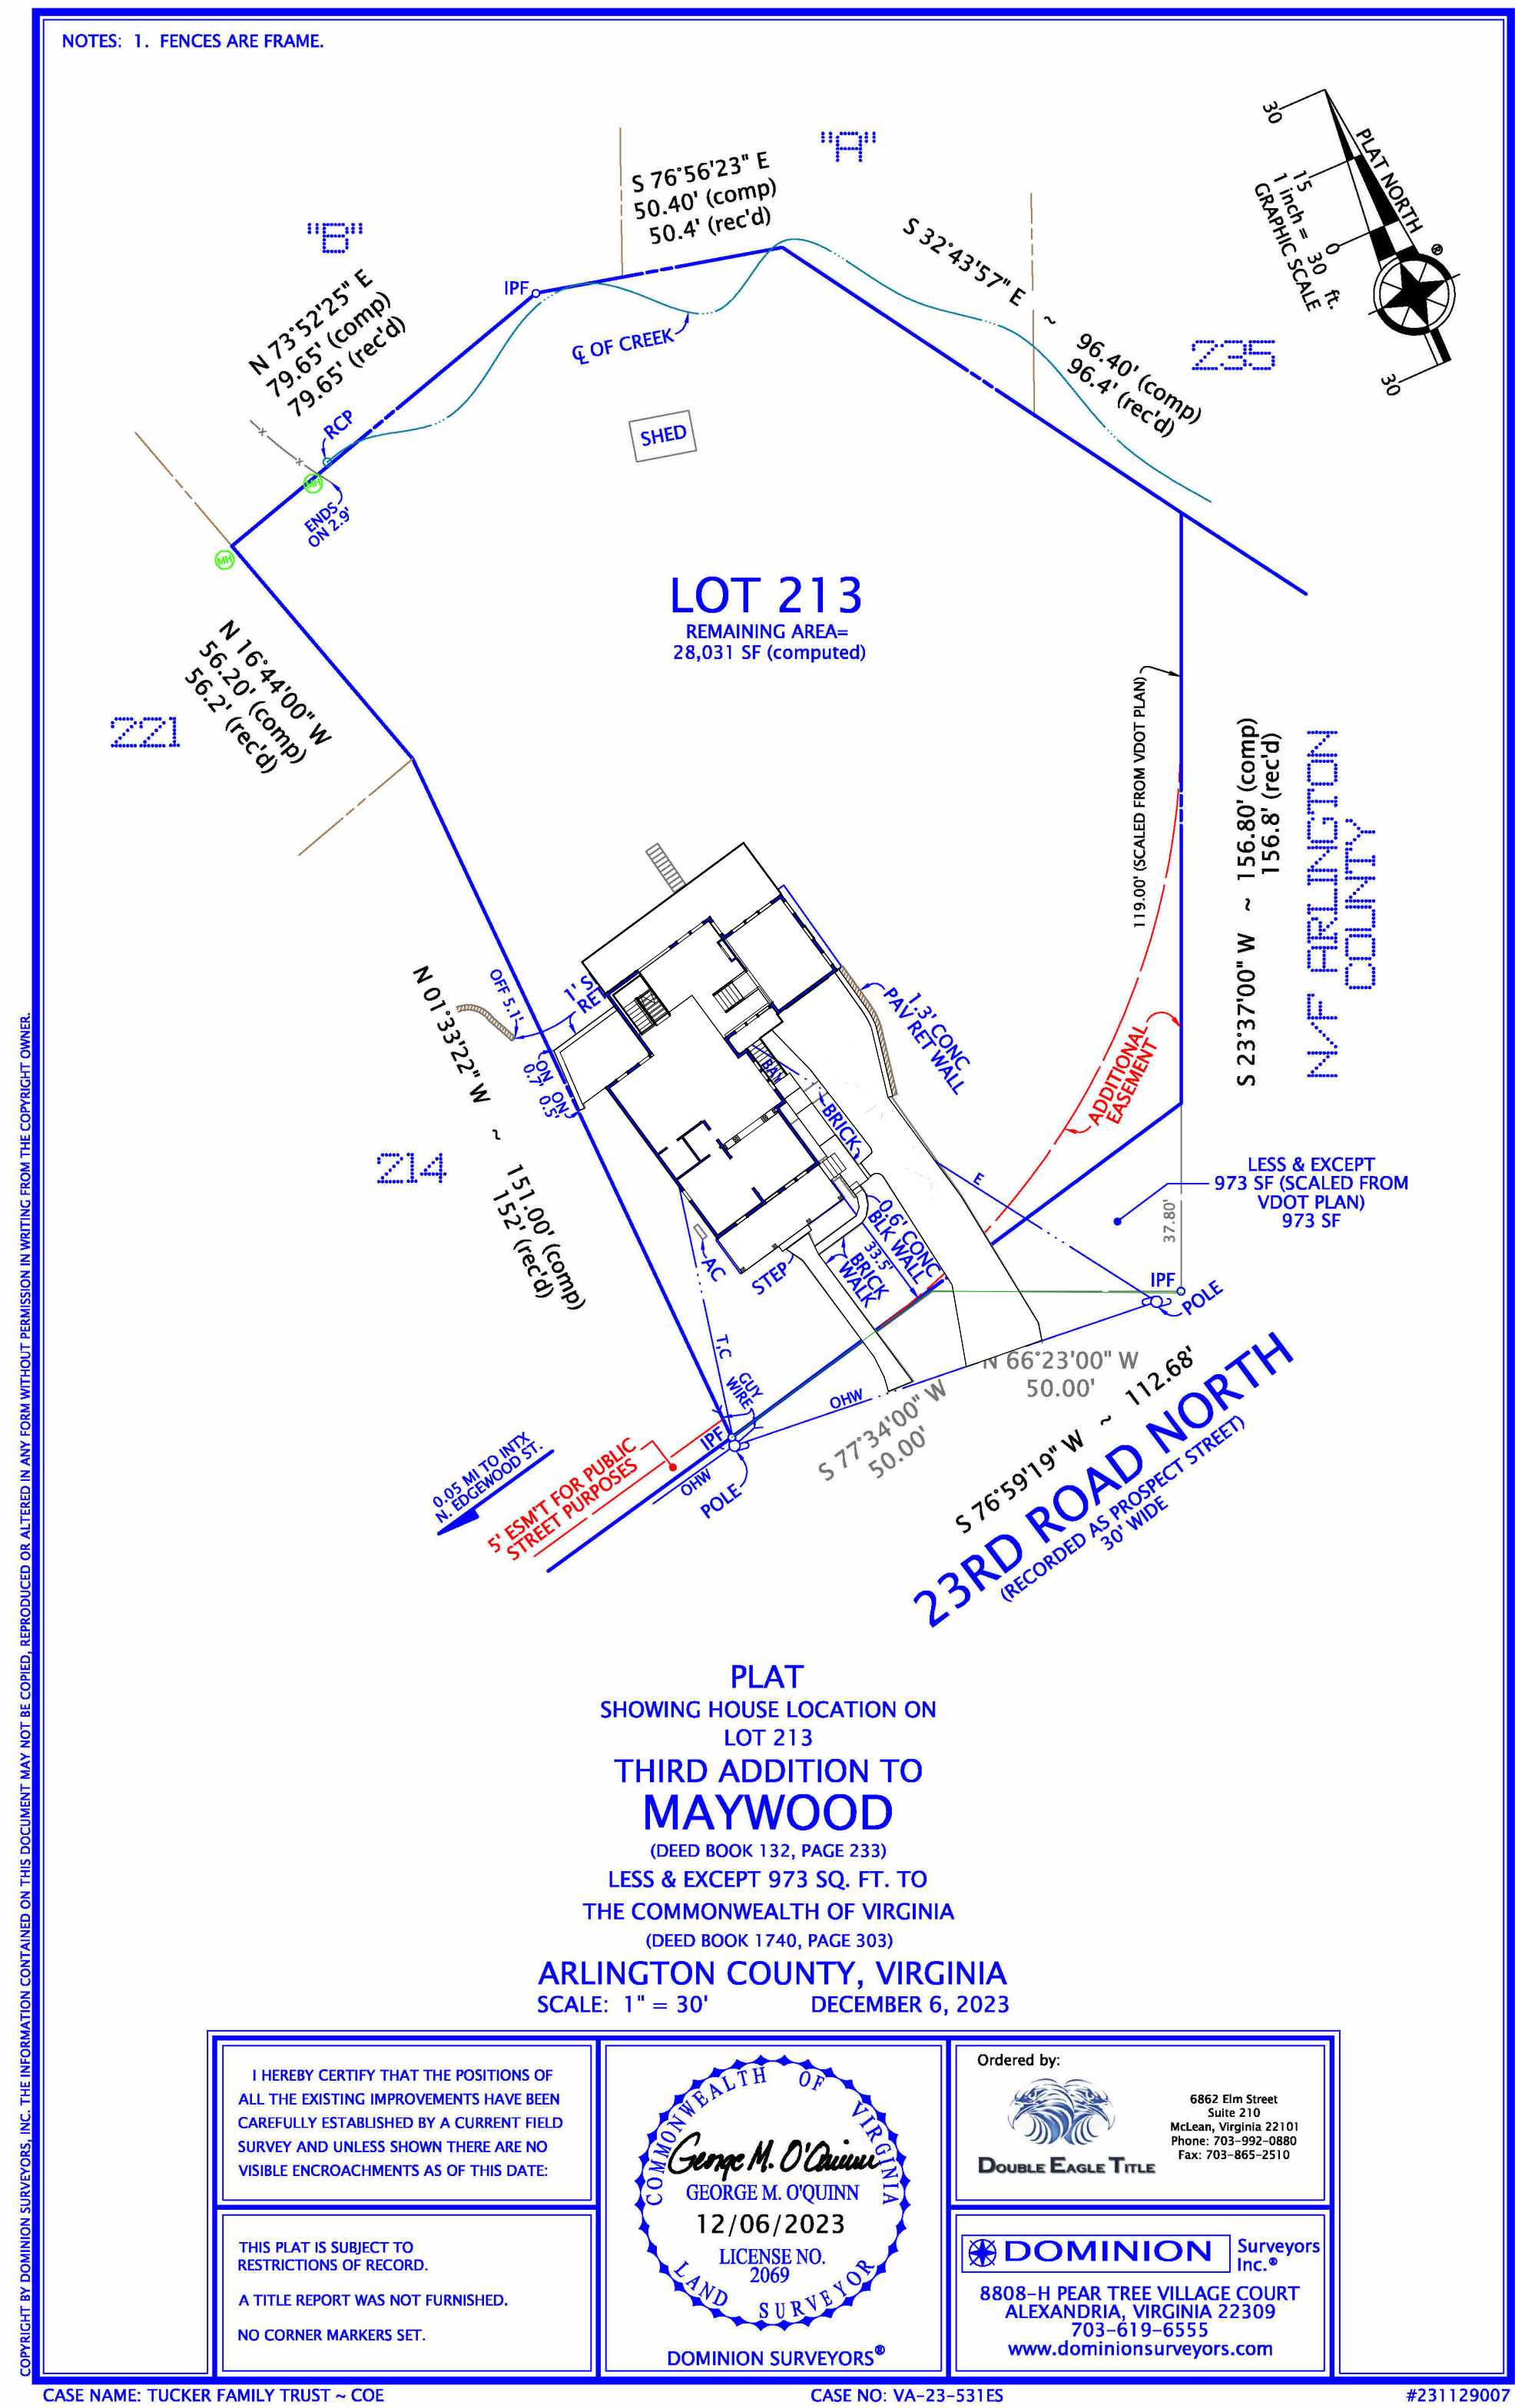 NOTES: 1. FENCES ARE FRAME.
"A"
"B"
S 76°56'23" E
50.40' (comp)
50.4' (rec'd)
N 73°52'25" E
79.65' (comp)
79.65' (rec'd)
S 32°43'57" E ~ 96.40' (comp)
96.4' (rec'd)
30
15
0
30
PLAT NORTH
®
1 inch = 30 ft.
GRAPHIC SCALE
235
IPF
℄ OF CREEK
SHED
RCP
MH
ENDS
ON 2.9'
MH
LOT 213
REMAINING AREA=
28,031 SF (computed)
N 16°44'00" W
56.20' (comp)
56.2' (rec'd)
221
119.00' (SCALED FROM VDOT PLAN)
S 23°37'00" W ~ 156.80' (comp)
156.8' (rec'd)
N/F ARLINGTON
COUNTY
N 01°33'22" W ~ 151.00' (comp)
152' (rec'd)
OFF 5.1'
1' S
RET
ON
0.7'
ON
0.5'
214
1.3' CONC
PAV RET WALL
BAY
BRICK
ADDITIONAL
EASEMENT
E
LESS & EXCEPT
973 SF (SCALED FROM
VDOT PLAN)
973 SF
37.80'
0.6' CONC
BLK WALL
33.5'
BRICK
WALK
STEP
AC
T,C
GUY
WIRE
IPF
POLE
IPF
POLE
OHW
OHW
N 66°23'00" W
50.00'
S 77°34'00" W
50.00'
S 76°59'19" W ~ 112.68'
23RD ROAD NORTH
(RECORDED AS PROSPECT STREET)
30' WIDE
0.05 MI TO INTX
N. EDGEWOOD ST.
5' ESM'T FOR PUBLIC
STREET PURPOSES
PLAT
SHOWING HOUSE LOCATION ON
LOT 213
THIRD ADDITION TO
MAYWOOD
(DEED BOOK 132, PAGE 233)
LESS & EXCEPT 973 SQ. FT. TO
THE COMMONWEALTH OF VIRGINIA
(DEED BOOK 1740, PAGE 303)
ARLINGTON COUNTY, VIRGINIA
SCALE: 1" = 30' DECEMBER 6, 2023
I HEREBY CERTIFY THAT THE POSITIONS OF
ALL THE EXISTING IMPROVEMENTS HAVE BEEN
CAREFULLY ESTABLISHED BY A CURRENT FIELD
SURVEY AND UNLESS SHOWN THERE ARE NO
VISIBLE ENCROACHMENTS AS OF THIS DATE:
THIS PLAT IS SUBJECT TO
RESTRICTIONS OF RECORD.
A TITLE REPORT WAS NOT FURNISHED.
NO CORNER MARKERS SET.
COMMONWEALTH OF VIRGINIA
George M. O'Quinn
GEORGE M. O'QUINN
12/06/2023
LICENSE NO.
2069
LAND SURVEYOR
DOMINION SURVEYORS®
Ordered by:
DOUBLE EAGLE TITLE
6862 Elm Street
Suite 210
McLean, Virginia 22101
Phone: 703-992-0880
Fax: 703-865-2510
DOMINION
Surveyors
Inc.®
8808-H PEAR TREE VILLAGE COURT
ALEXANDRIA, VIRGINIA 22309
703-619-6555
www.dominionsurveyors.com
COPYRIGHT BY DOMINION SURVEYORS, INC. THE INFORMATION CONTAINED ON THIS DOCUMENT MAY NOT BE COPIED, REPRODUCED OR ALTERED IN ANY FORM WITHOUT PERMISSION IN WRITING FROM THE COPYRIGHT OWNER.
CASE NAME: TUCKER FAMILY TRUST ~ COE
CASE NO: VA-23-531ES
#231129007